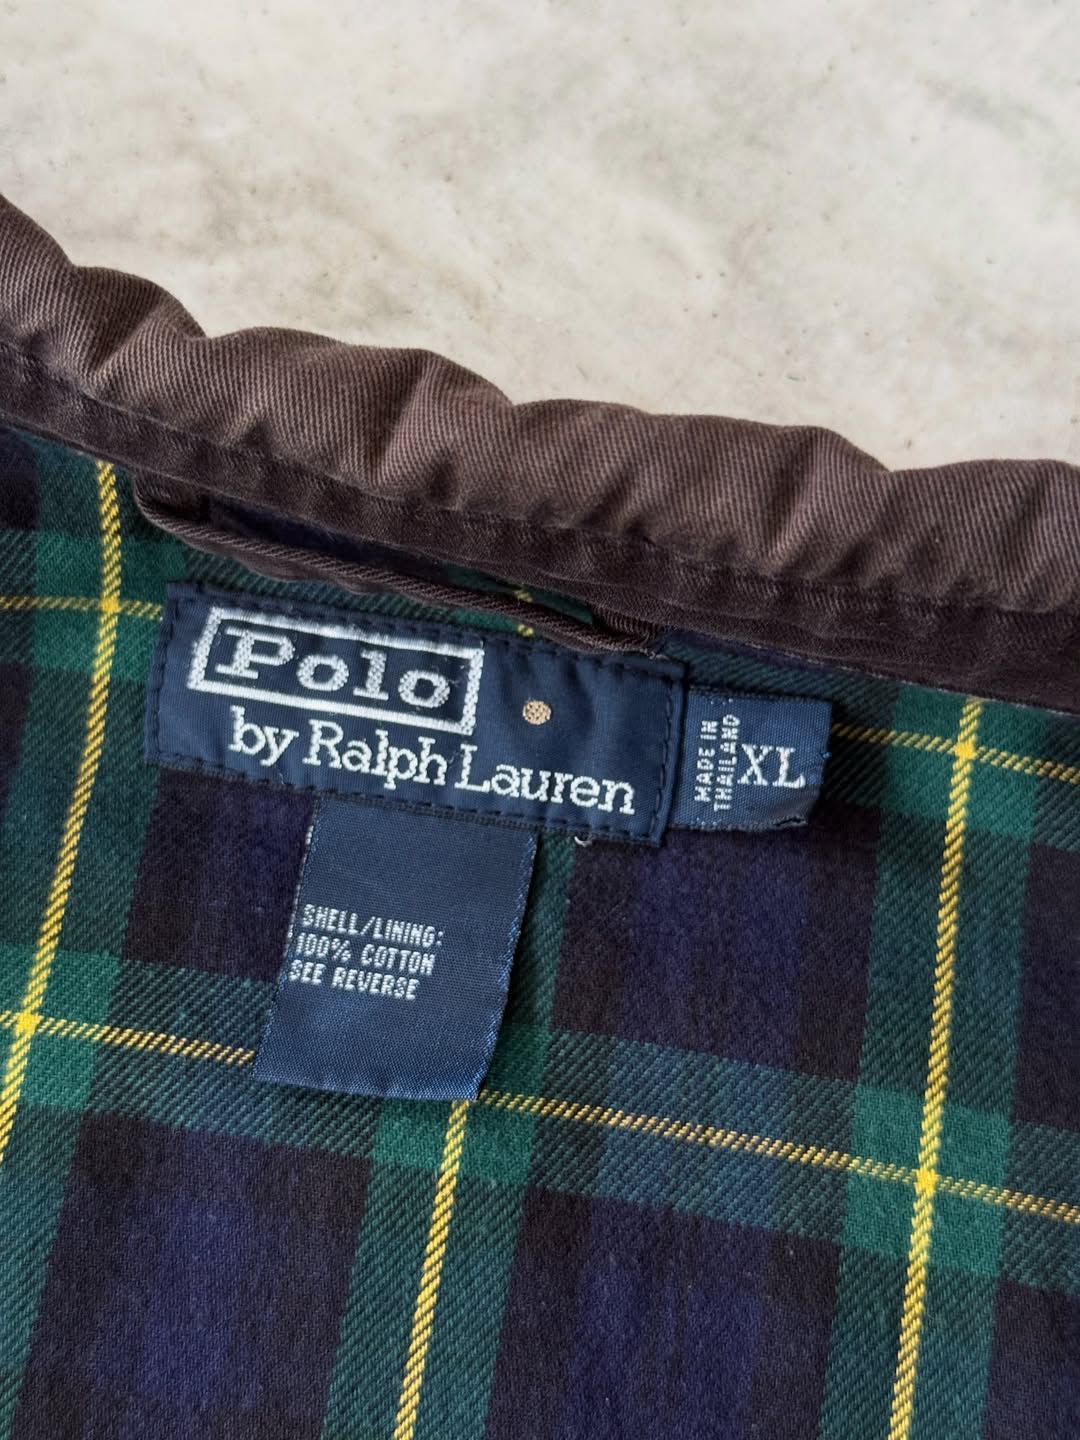 Polo
by Ralph Lauren
MADE IN
THAILAND
XL
SHELL/LINING:
100% COTTON
SEE REVERSE